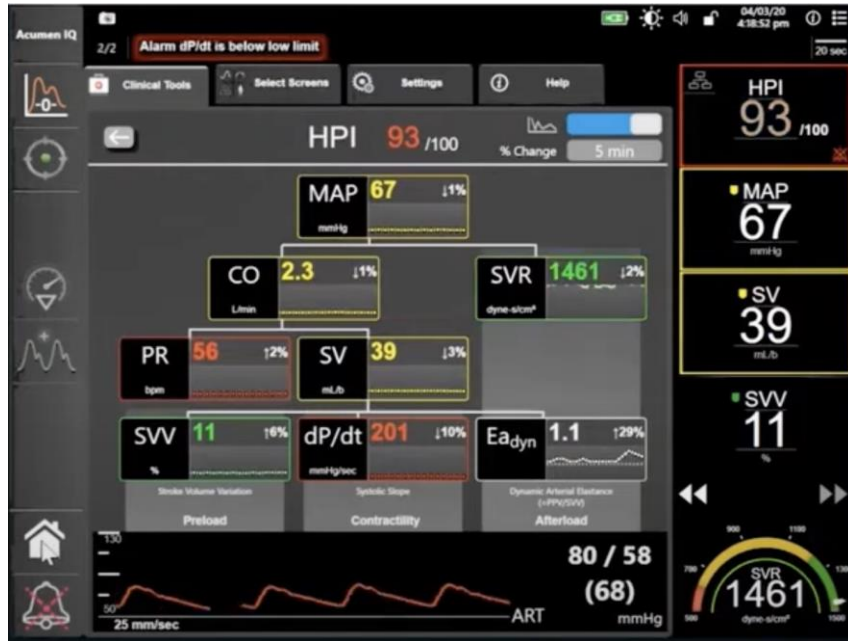 Acumen IQ
04/03/20
4:18:52 pm
2/2 Alarm dP/dt is below low limit
20 sec
Clinical Tools Select Screens Settings Help
HPI 93 /100
% Change 5 min
MAP 67 ↓1%
mmHg
CO 2.3 ↓1%
L/min
SVR 1461 ↓2%
dyne-s/cm⁵
PR 56 ↑2%
bpm
SV 39 ↓3%
mL/b
SVV 11 ↑6%
%
dP/dt 201 ↓10%
mmHg/sec
Eadyn 1.1 ↑29%
Stroke Volume Variation
Systolic Slope
Dynamic Arterial Elastance
(=PPV/SVV)
Preload Contractility Afterload
130
50
25 mm/sec
ART
80 / 58
(68)
mmHg
HPI
93 /100
MAP
67
mmHg
SV
39
mL/b
SVV
11
%
900 1100
700 130
SVR
1461
500 1500
dyne-s/cm⁵
-0-